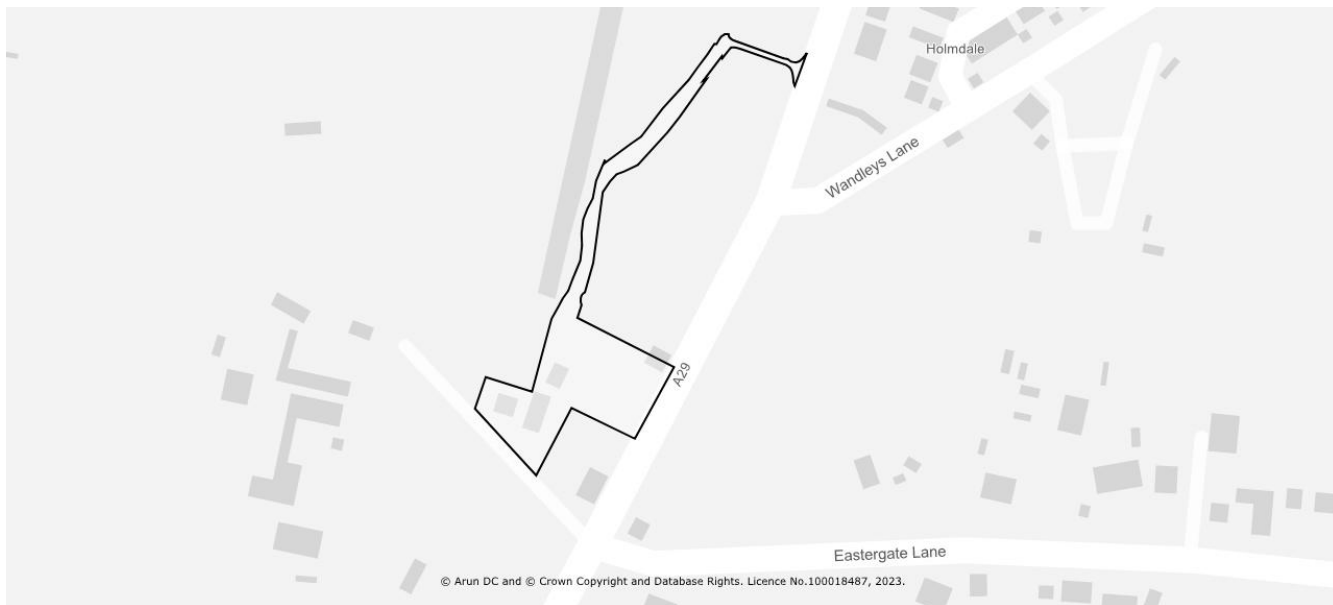 Holmdale
Wandleys Lane
A29
Eastergate Lane
© Arun DC and © Crown Copyright and Database Rights. Licence No.100018487, 2023.